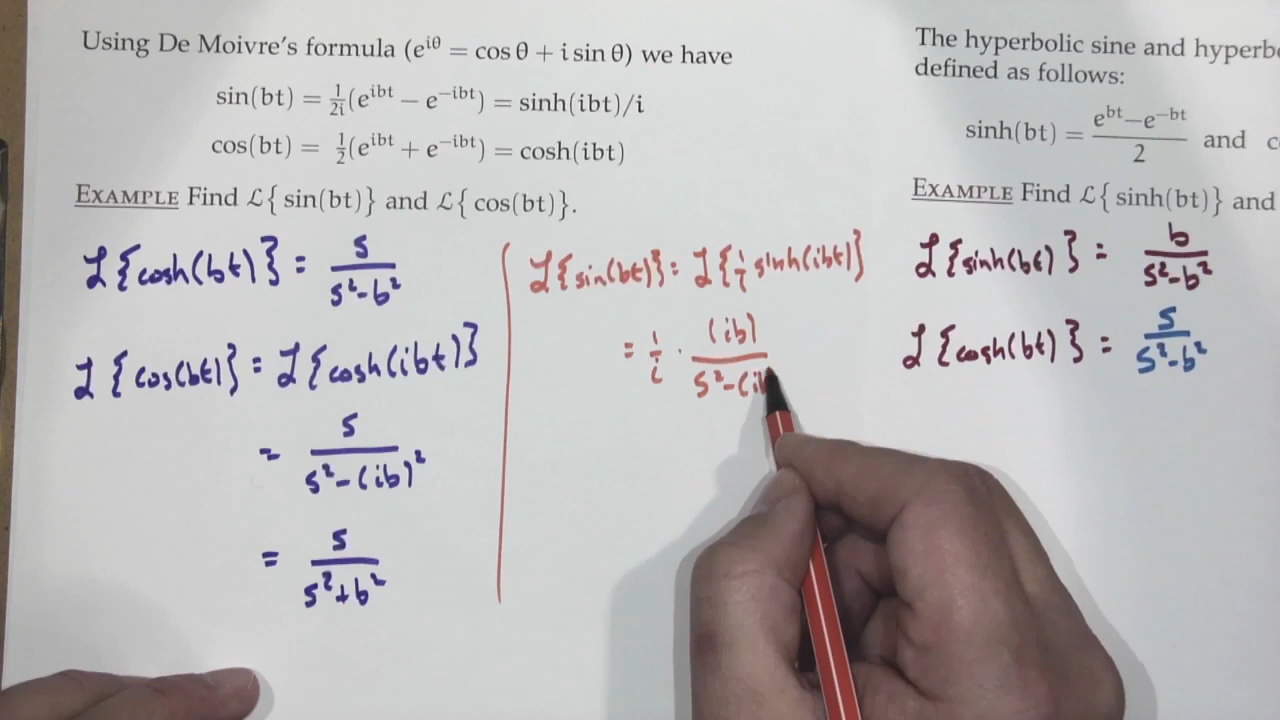 Using De Moivre's formula (e^{iθ} = cos θ + i sin θ) we have
sin(bt) = 1/2i (e^{ibt} − e^{−ibt}) = sinh(ibt)/i
cos(bt) = 1/2 (e^{ibt} + e^{−ibt}) = cosh(ibt)
EXAMPLE Find ℒ{ sin(bt)} and ℒ{ cos(bt)}.
ℒ{cosh(bt)} = s/(s²-b²)
ℒ{cos(bt)} = ℒ{cosh(ibt)}
= s/(s²-(ib)²)
= s/(s²+b²)
ℒ{sin(bt)} = ℒ{1/i sinh(ibt)}
= 1/i · (ib)/(s²-(i
The hyperbolic sine and hyperb
defined as follows:
sinh(bt) = (e^{bt}−e^{−bt})/2 and c
EXAMPLE Find ℒ{ sinh(bt)} and
ℒ{sinh(bt)} = b/(s²-b²)
ℒ{cosh(bt)} = s/(s²-b²)